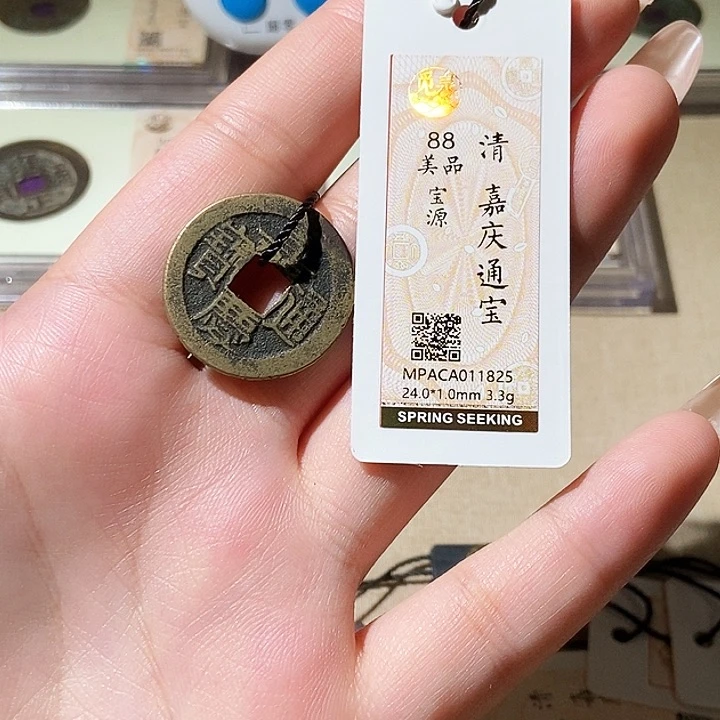 88
美品
宝源
清 嘉庆通宝
MPACA011825
24.0*1.0mm 3.3g
SPRING SEEKING